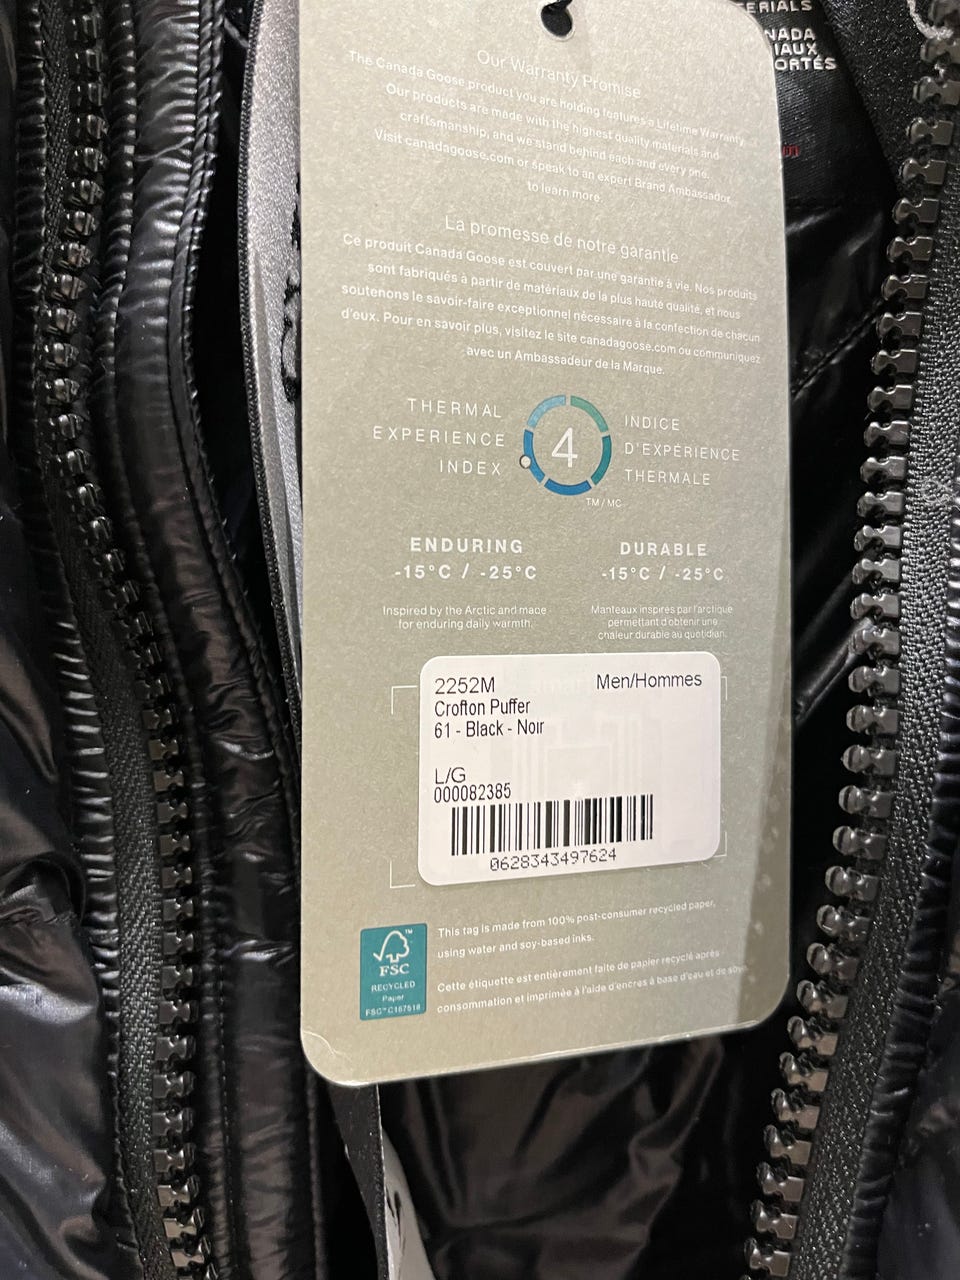 ERIALS
NADA
IAUX
ORTÉS
Our Warranty Promise
The Canada Goose product you are holding features a Lifetime Warranty.
Our products are made with the highest quality materials and
craftsmanship, and we stand behind each and every one.
Visit canadagoose.com or speak to an expert Brand Ambassador
to learn more.
La promesse de notre garantie
Ce produit Canada Goose est couvert par une garantie à vie. Nos produits
sont fabriqués à partir de matériaux de la plus haute qualité, et nous
soutenons le savoir-faire exceptionnel nécessaire à la confection de chacun
d'eux. Pour en savoir plus, visitez le site canadagoose.com ou communiquez
avec un Ambassadeur de la Marque.
THERMAL
EXPERIENCE
INDEX
4
INDICE
D'EXPÉRIENCE
THERMALE
TM/MC
ENDURING
-15°C / -25°C
DURABLE
-15°C / -25°C
Inspired by the Arctic and made
for enduring daily warmth.
Manteaux inspirés par l'arctique
permettant d'obtenir une
chaleur durable au quotidien.
2252M Men/Hommes
Crofton Puffer
61 - Black - Noir
L/G
000082385
0628343497624
FSC™
RECYCLED
Paper
FSC™ C167518
This tag is made from 100% post-consumer recycled paper,
using water and soy-based inks.
Cette étiquette est entièrement faite de papier recyclé après
consommation et imprimée à l'aide d'encres à base d'eau et de soya.